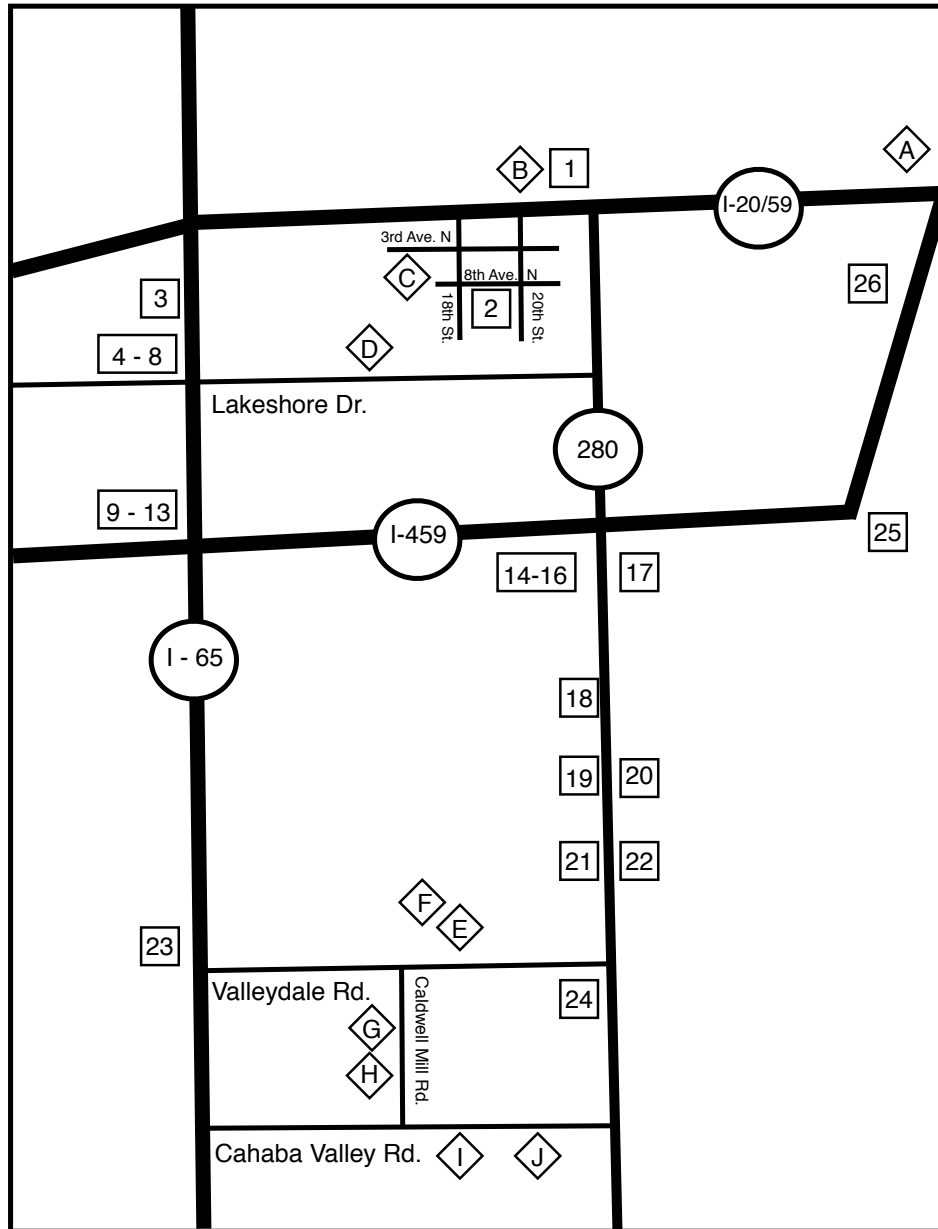 A
B
1
I-20/59
3rd Ave. N
C
8th Ave. N
26
3
2
18th St.
20th St.
4 - 8
D
Lakeshore Dr.
280
9 - 13
I-459
25
14-16
17
I - 65
18
19
20
21
22
F
E
23
Valleydale Rd.
Caldwell Mill Rd.
24
G
H
Cahaba Valley Rd.
I
J